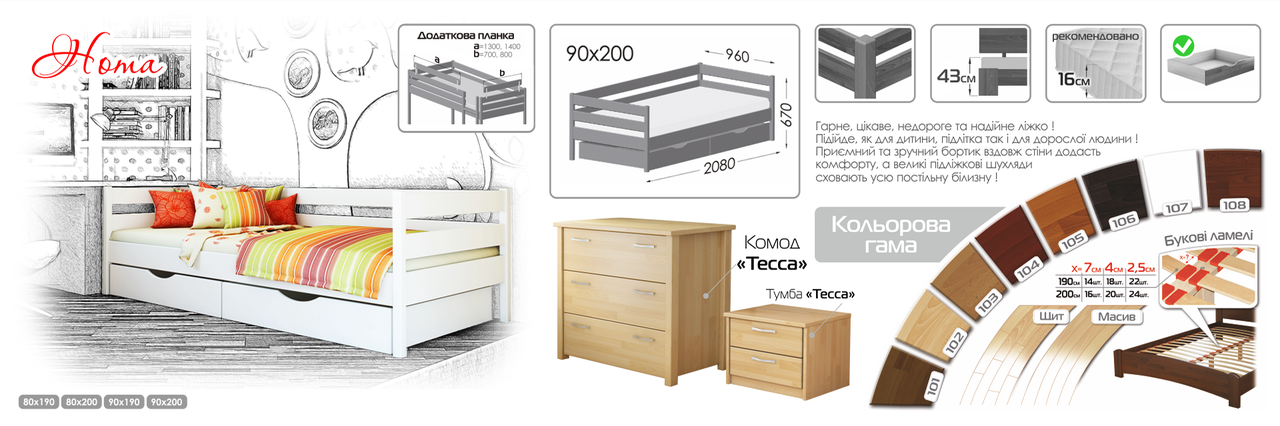 Нота
Додаткова планка
a=1300, 1400
b=700, 800
a
b
90x200
960
670
2080
43см
рекомендовано
16см
Гарне, цікаве, недороге та надійне ліжко !
Підійде, як для дитини, підлітка так і для дорослої людини !
Приємний та зручний бортик вздовж стіни додасть
комфорту, а великі підліжкові шухляди
сховають усю постільну білизну !
Кольорова
гама
Комод
«Тесса»
Тумба «Тесса»
101
102
103
104
105
106
107
108
Букові ламелі
x=?
X= 7см 4см 2,5см
190см 14шт. 18шт. 22шт.
200см 16шт. 20шт. 24шт.
Щит
Масив
80x190 80x200 90x190 90x200